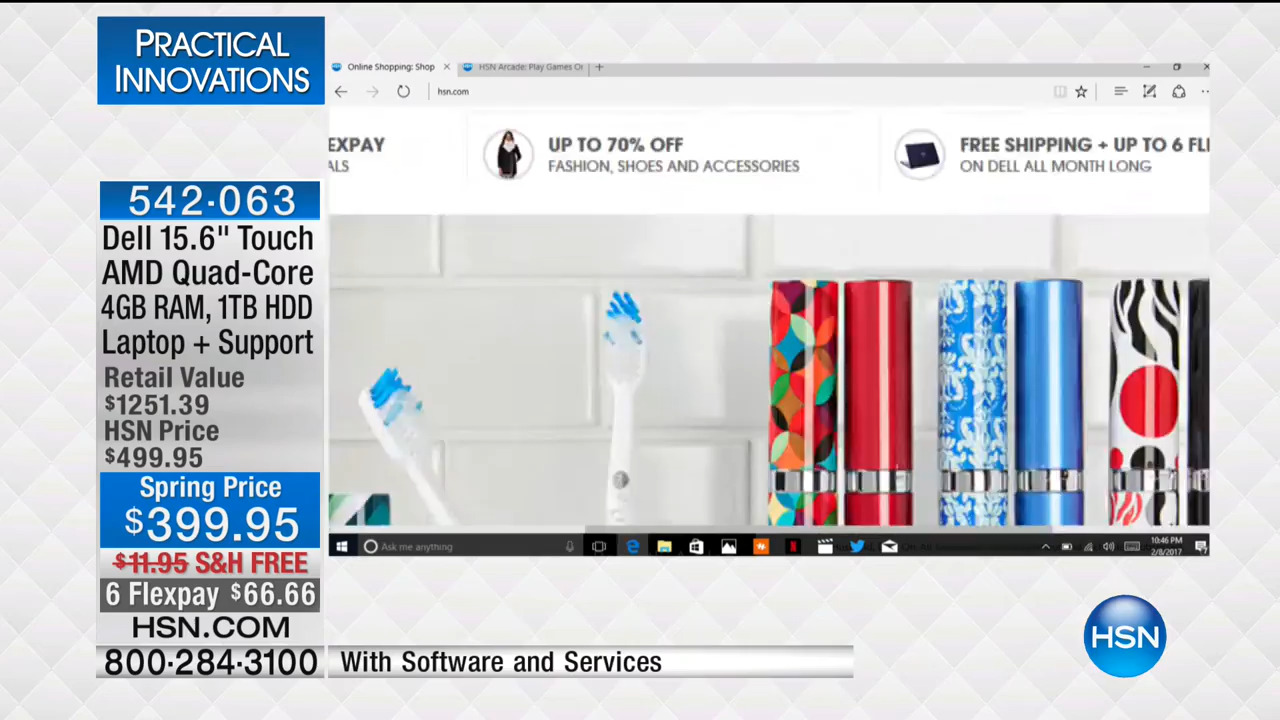 PRACTICAL
INNOVATIONS
542·063
Dell 15.6" Touch
AMD Quad-Core
4GB RAM, 1TB HDD
Laptop + Support
Retail Value
$1251.39
HSN Price
$499.95
Spring Price
$399.95
$11.95 S&H FREE
6 Flexpay $66.66
HSN.COM
800·284·3100
With Software and Services
Online Shopping: Shop
HSN Arcade: Play Games On
hsn.com
EXPAY
ALS
UP TO 70% OFF
FASHION, SHOES AND ACCESSORIES
FREE SHIPPING + UP TO 6 FLE
ON DELL ALL MONTH LONG
Ask me anything
10:46 PM
2/8/2017
HSN